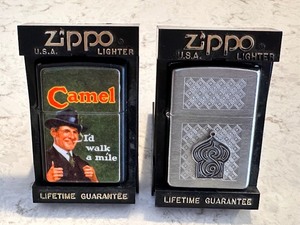 zippo
U.S.A. LIGHTER
Camel
I'd
walk
a mile
LIFETIME GUARANTEE
zippo
U.S.A. LIGHTER
LIFETIME GUARANTEE